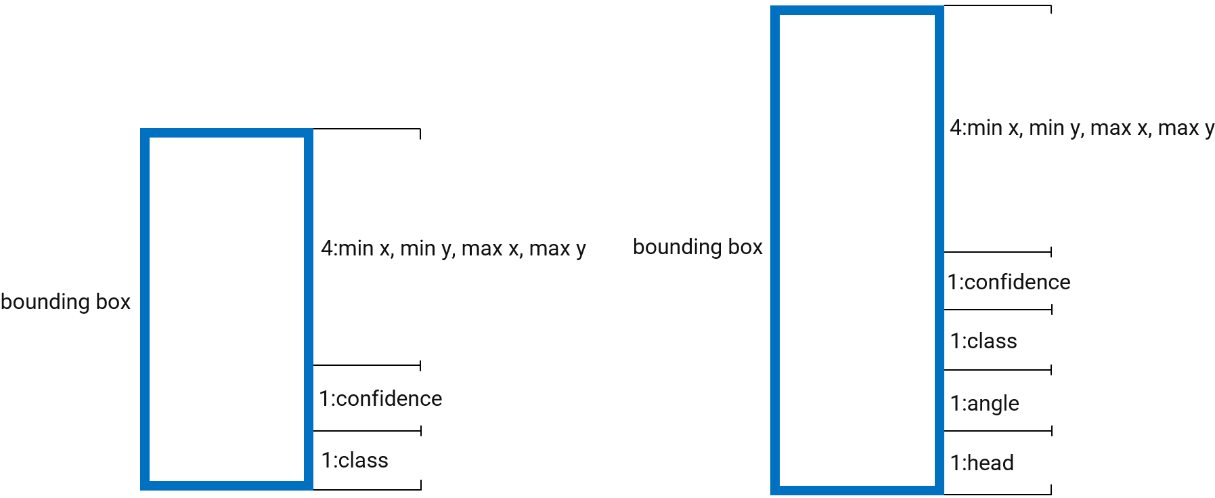 bounding box
4:min x, min y, max x, max y
1:confidence
1:class
bounding box
4:min x, min y, max x, max y
1:confidence
1:class
1:angle
1:head